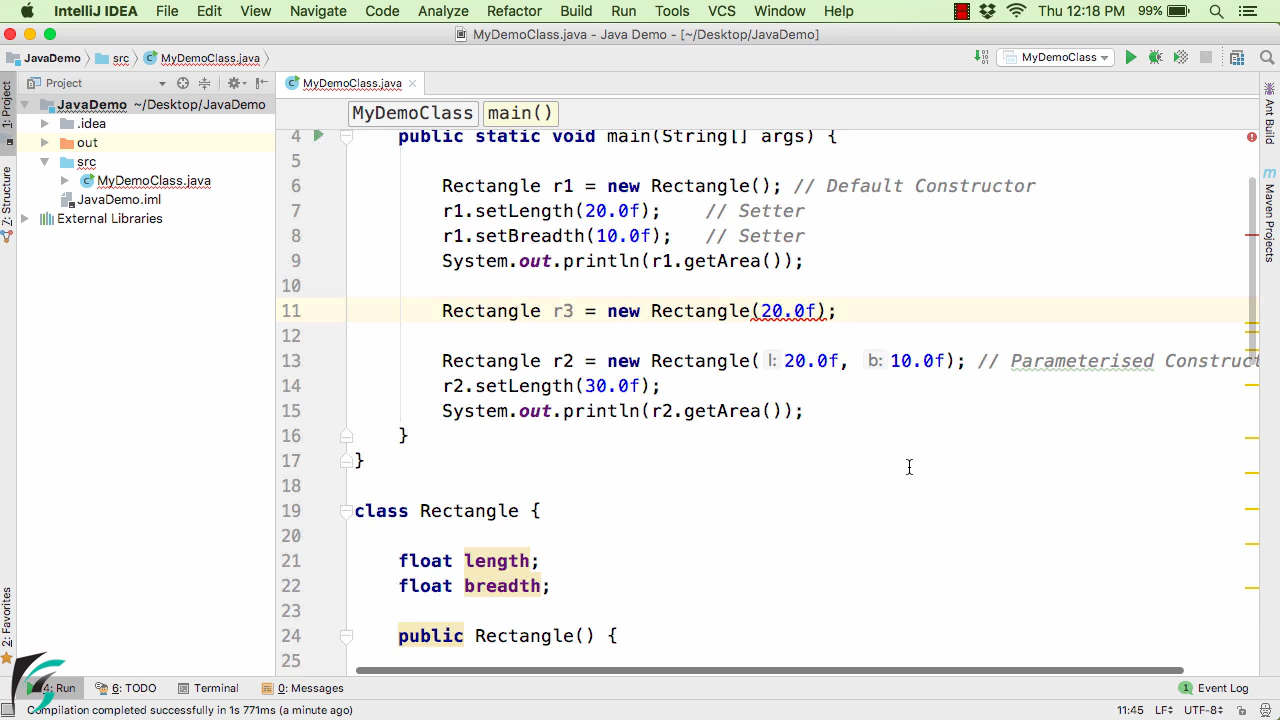 IntelliJ IDEA File Edit View Navigate Code Analyze Refactor Build Run Tools VCS Window Help Thu 12:18 PM 99%
MyDemoClass.java - Java Demo - [~/Desktop/JavaDemo]
JavaDemo src MyDemoClass.java MyDemoClass
Project MyDemoClass.java
MyDemoClass main()
JavaDemo ~/Desktop/JavaDemo
.idea
out
src
MyDemoClass.java
JavaDemo.iml
External Libraries
1: Project
Z: Structure
2: Favorites
4 public static void main(String[] args) {
5
6 Rectangle r1 = new Rectangle(); // Default Constructor
7 r1.setLength(20.0f); // Setter
8 r1.setBreadth(10.0f); // Setter
9 System.out.println(r1.getArea());
10
11 Rectangle r3 = new Rectangle(20.0f);
12
13 Rectangle r2 = new Rectangle( l: 20.0f, b: 10.0f); // Parameterised Construct
14 r2.setLength(30.0f);
15 System.out.println(r2.getArea());
16 }
17 }
18
19 class Rectangle {
20
21 float length;
22 float breadth;
23
24 public Rectangle() {
25
Ant Build
m Maven Projects
4: Run 6: TODO Terminal 0: Messages 1 Event Log
Compilation completed successfully in 1s 771ms (a minute ago) 11:45 LF÷ UTF-8÷